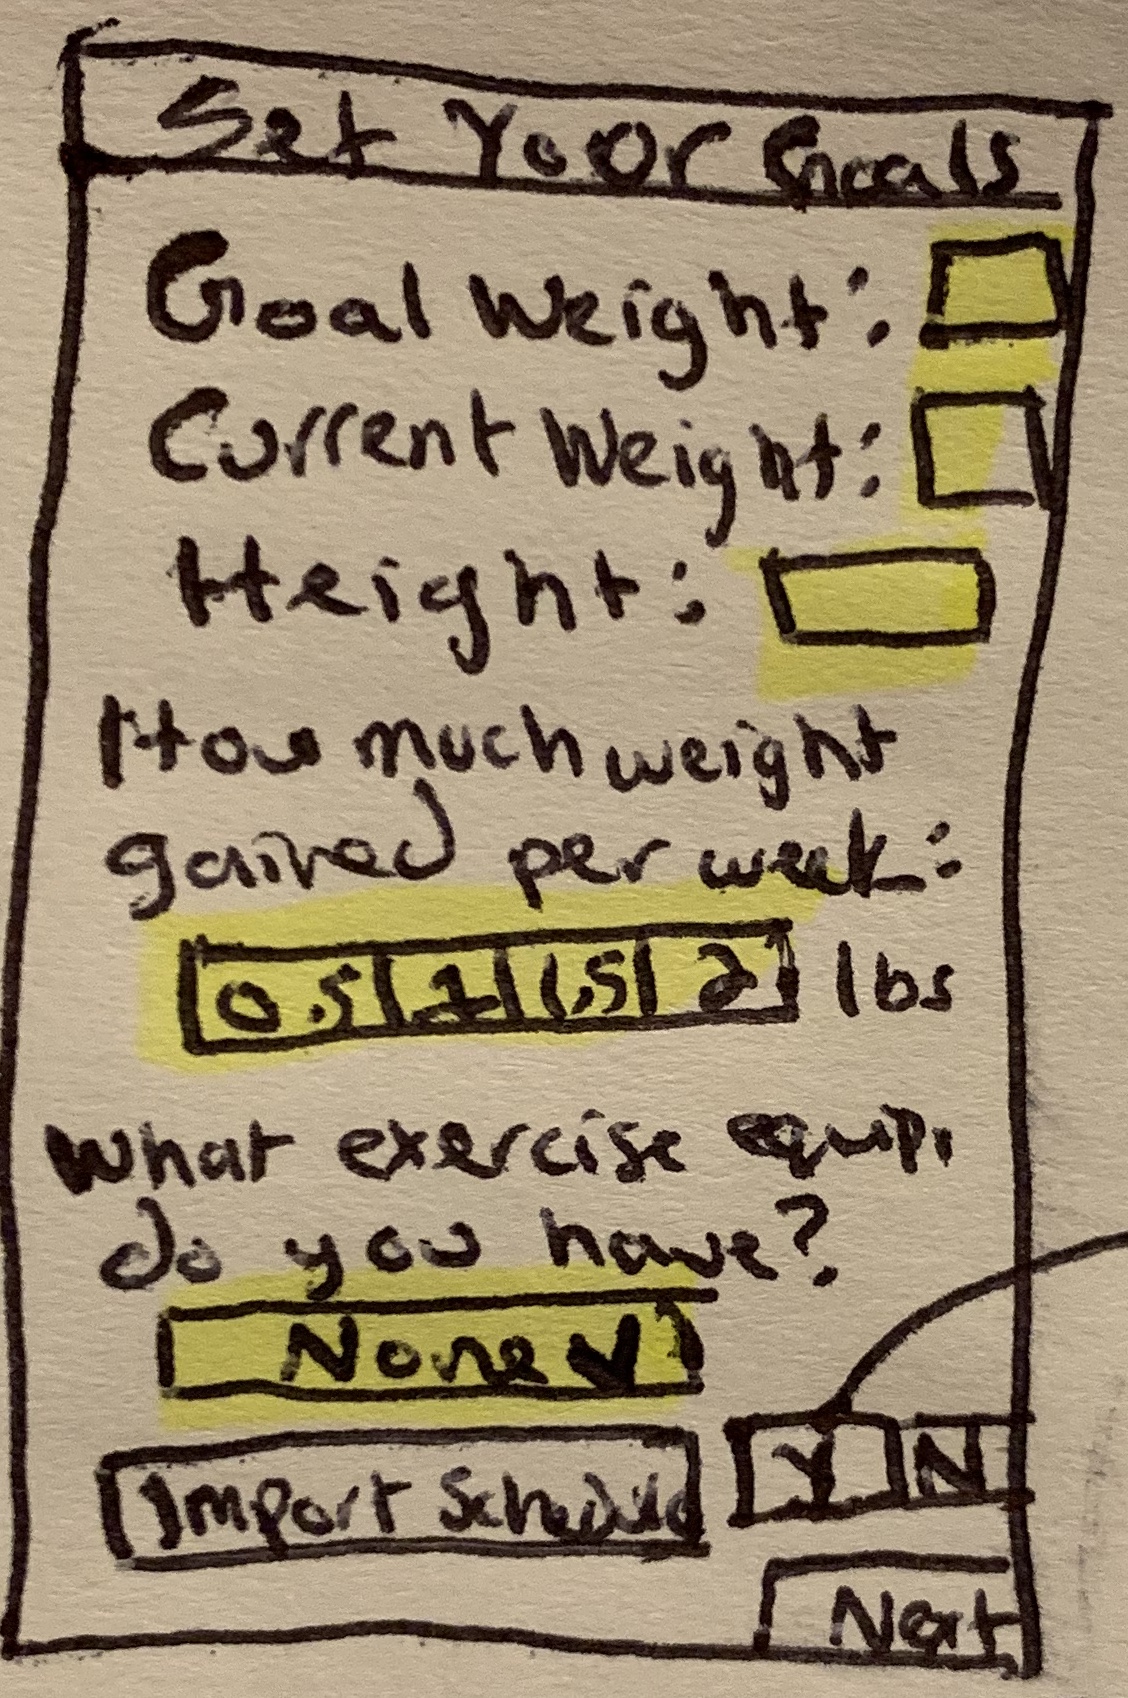 Set Your Goals
Goal Weight:
Current Weight:
Height:
How much weight
gained per week:
0.5 1 1.5 2 lbs
What exercise equip.
do you have?
None
Import Schedule Y N
Next